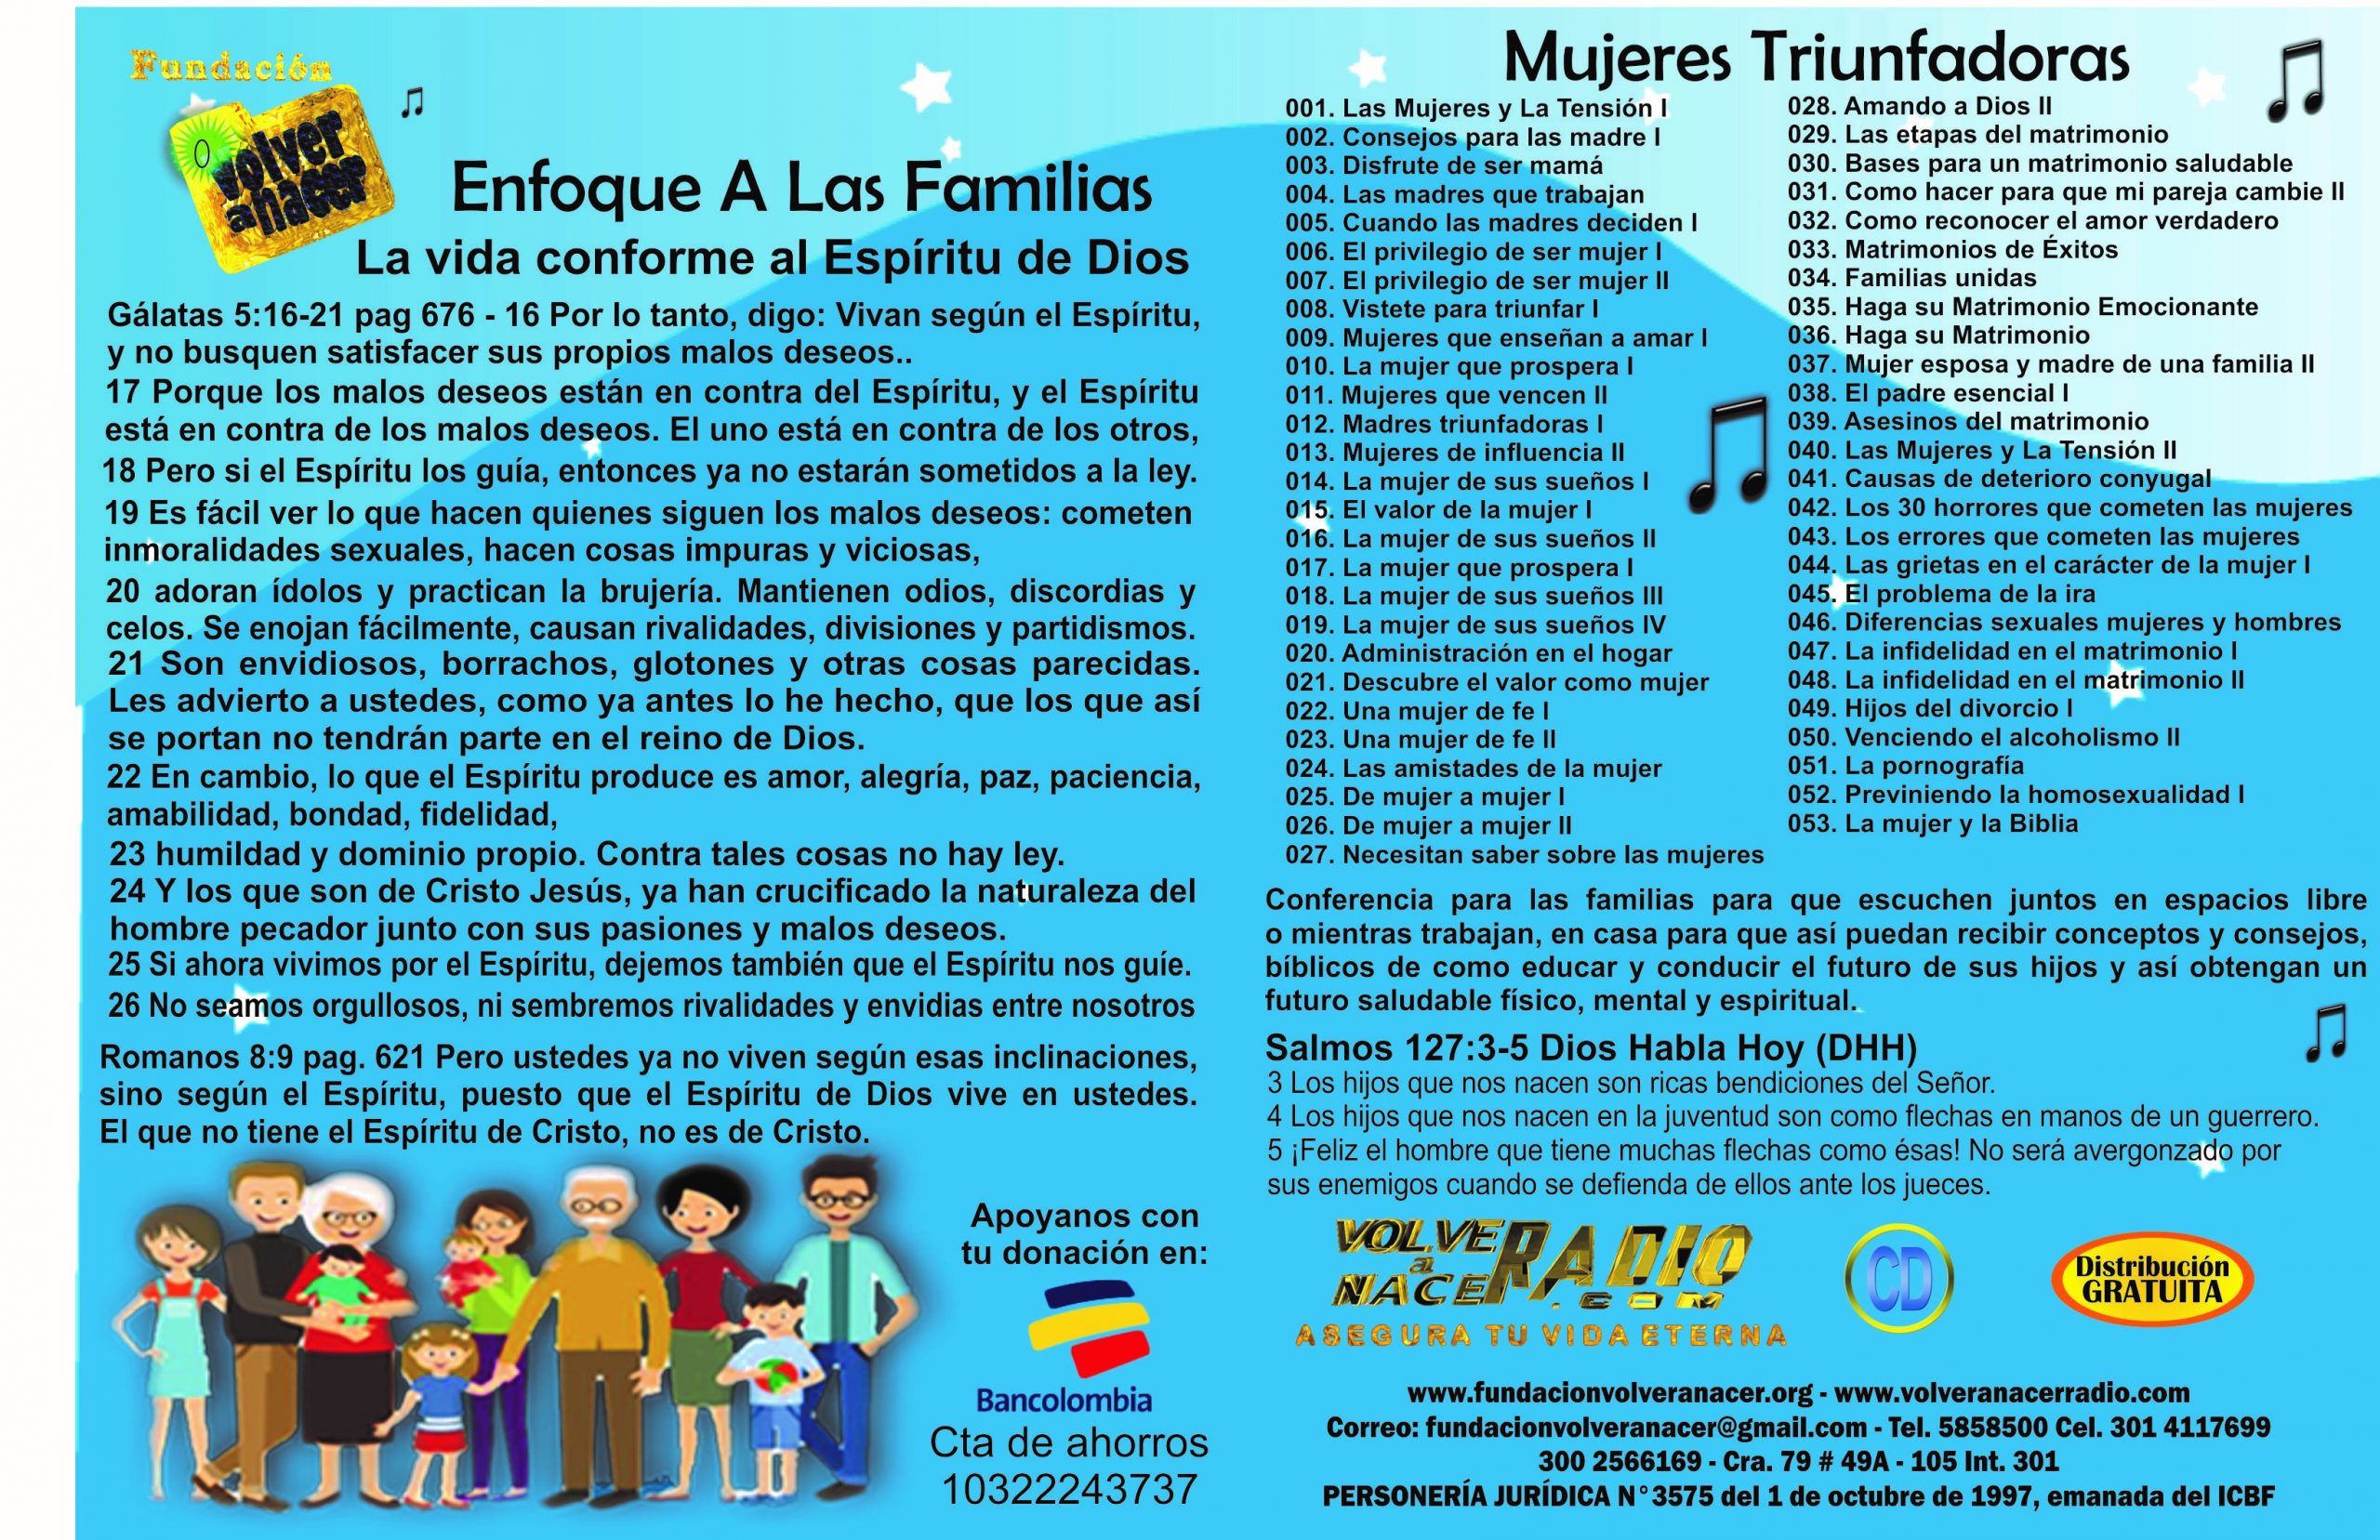 Fundación
volver
a nacer
Enfoque A Las Familias
La vida conforme al Espíritu de Dios
Gálatas 5:16-21 pag 676 - 16 Por lo tanto, digo: Vivan según el Espíritu,
y no busquen satisfacer sus propios malos deseos..
17 Porque los malos deseos están en contra del Espíritu, y el Espíritu
está en contra de los malos deseos. El uno está en contra de los otros,
18 Pero si el Espíritu los guía, entonces ya no estarán sometidos a la ley.
19 Es fácil ver lo que hacen quienes siguen los malos deseos: cometen
inmoralidades sexuales, hacen cosas impuras y viciosas,
20 adoran ídolos y practican la brujería. Mantienen odios, discordias y
celos. Se enojan fácilmente, causan rivalidades, divisiones y partidismos.
21 Son envidiosos, borrachos, glotones y otras cosas parecidas.
Les advierto a ustedes, como ya antes lo he hecho, que los que así
se portan no tendrán parte en el reino de Dios.
22 En cambio, lo que el Espíritu produce es amor, alegría, paz, paciencia,
amabilidad, bondad, fidelidad,
23 humildad y dominio propio. Contra tales cosas no hay ley.
24 Y los que son de Cristo Jesús, ya han crucificado la naturaleza del
hombre pecador junto con sus pasiones y malos deseos.
25 Si ahora vivimos por el Espíritu, dejemos también que el Espíritu nos guíe.
26 No seamos orgullosos, ni sembremos rivalidades y envidias entre nosotros
Romanos 8:9 pag. 621 Pero ustedes ya no viven según esas inclinaciones,
sino según el Espíritu, puesto que el Espíritu de Dios vive en ustedes.
El que no tiene el Espíritu de Cristo, no es de Cristo.
Apoyanos con
tu donación en:
Bancolombia
Cta de ahorros
10322243737
Mujeres Triunfadoras
001. Las Mujeres y La Tensión I
002. Consejos para las madre I
003. Disfrute de ser mamá
004. Las madres que trabajan
005. Cuando las madres deciden I
006. El privilegio de ser mujer I
007. El privilegio de ser mujer II
008. Vistete para triunfar I
009. Mujeres que enseñan a amar I
010. La mujer que prospera I
011. Mujeres que vencen II
012. Madres triunfadoras I
013. Mujeres de influencia II
014. La mujer de sus sueños I
015. El valor de la mujer I
016. La mujer de sus sueños II
017. La mujer que prospera I
018. La mujer de sus sueños III
019. La mujer de sus sueños IV
020. Administración en el hogar
021. Descubre el valor como mujer
022. Una mujer de fe I
023. Una mujer de fe II
024. Las amistades de la mujer
025. De mujer a mujer I
026. De mujer a mujer II
027. Necesitan saber sobre las mujeres
028. Amando a Dios II
029. Las etapas del matrimonio
030. Bases para un matrimonio saludable
031. Como hacer para que mi pareja cambie II
032. Como reconocer el amor verdadero
033. Matrimonios de Éxitos
034. Familias unidas
035. Haga su Matrimonio Emocionante
036. Haga su Matrimonio
037. Mujer esposa y madre de una familia II
038. El padre esencial I
039. Asesinos del matrimonio
040. Las Mujeres y La Tensión II
041. Causas de deterioro conyugal
042. Los 30 horrores que cometen las mujeres
043. Los errores que cometen las mujeres
044. Las grietas en el carácter de la mujer I
045. El problema de la ira
046. Diferencias sexuales mujeres y hombres
047. La infidelidad en el matrimonio I
048. La infidelidad en el matrimonio II
049. Hijos del divorcio I
050. Venciendo el alcoholismo II
051. La pornografía
052. Previniendo la homosexualidad I
053. La mujer y la Biblia
Conferencia para las familias para que escuchen juntos en espacios libre
o mientras trabajan, en casa para que así puedan recibir conceptos y consejos,
bíblicos de como educar y conducir el futuro de sus hijos y así obtengan un
futuro saludable físico, mental y espiritual.
Salmos 127:3-5 Dios Habla Hoy (DHH)
3 Los hijos que nos nacen son ricas bendiciones del Señor.
4 Los hijos que nos nacen en la juventud son como flechas en manos de un guerrero.
5 ¡Feliz el hombre que tiene muchas flechas como ésas! No será avergonzado por
sus enemigos cuando se defienda de ellos ante los jueces.
VOLVER a NACER RADIO .COM
ASEGURA TU VIDA ETERNA
CD
Distribución
GRATUITA
www.fundacionvolveranacer.org - www.volveranacerradio.com
Correo: fundacionvolveranacer@gmail.com - Tel. 5858500 Cel. 301 4117699
300 2566169 - Cra. 79 # 49A - 105 Int. 301
PERSONERÍA JURÍDICA N°3575 del 1 de octubre de 1997, emanada del ICBF